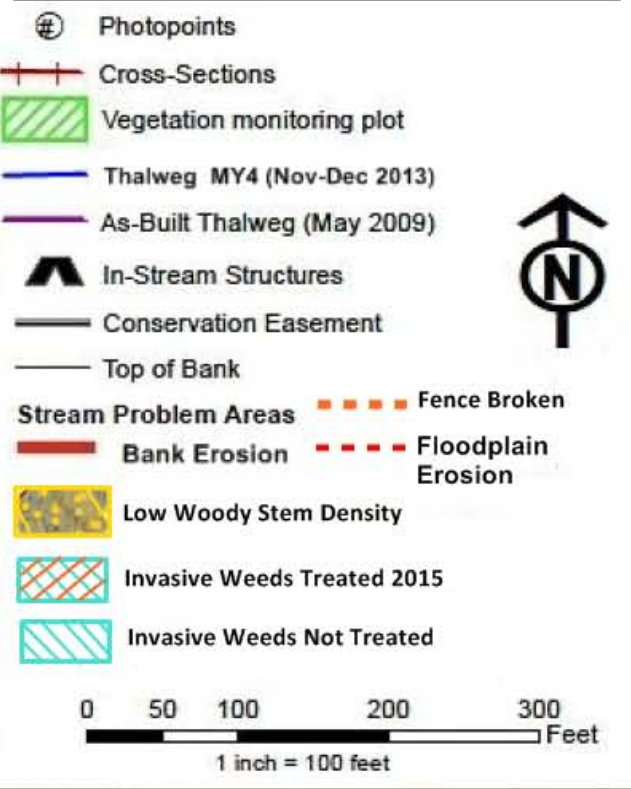 # Photopoints
Cross-Sections
Vegetation monitoring plot
Thalweg MY4 (Nov-Dec 2013)
As-Built Thalweg (May 2009)
In-Stream Structures
N
Conservation Easement
Top of Bank
Stream Problem Areas
Fence Broken
Bank Erosion
Floodplain
Erosion
Low Woody Stem Density
Invasive Weeds Treated 2015
Invasive Weeds Not Treated
0 50 100 200 300
Feet
1 inch = 100 feet